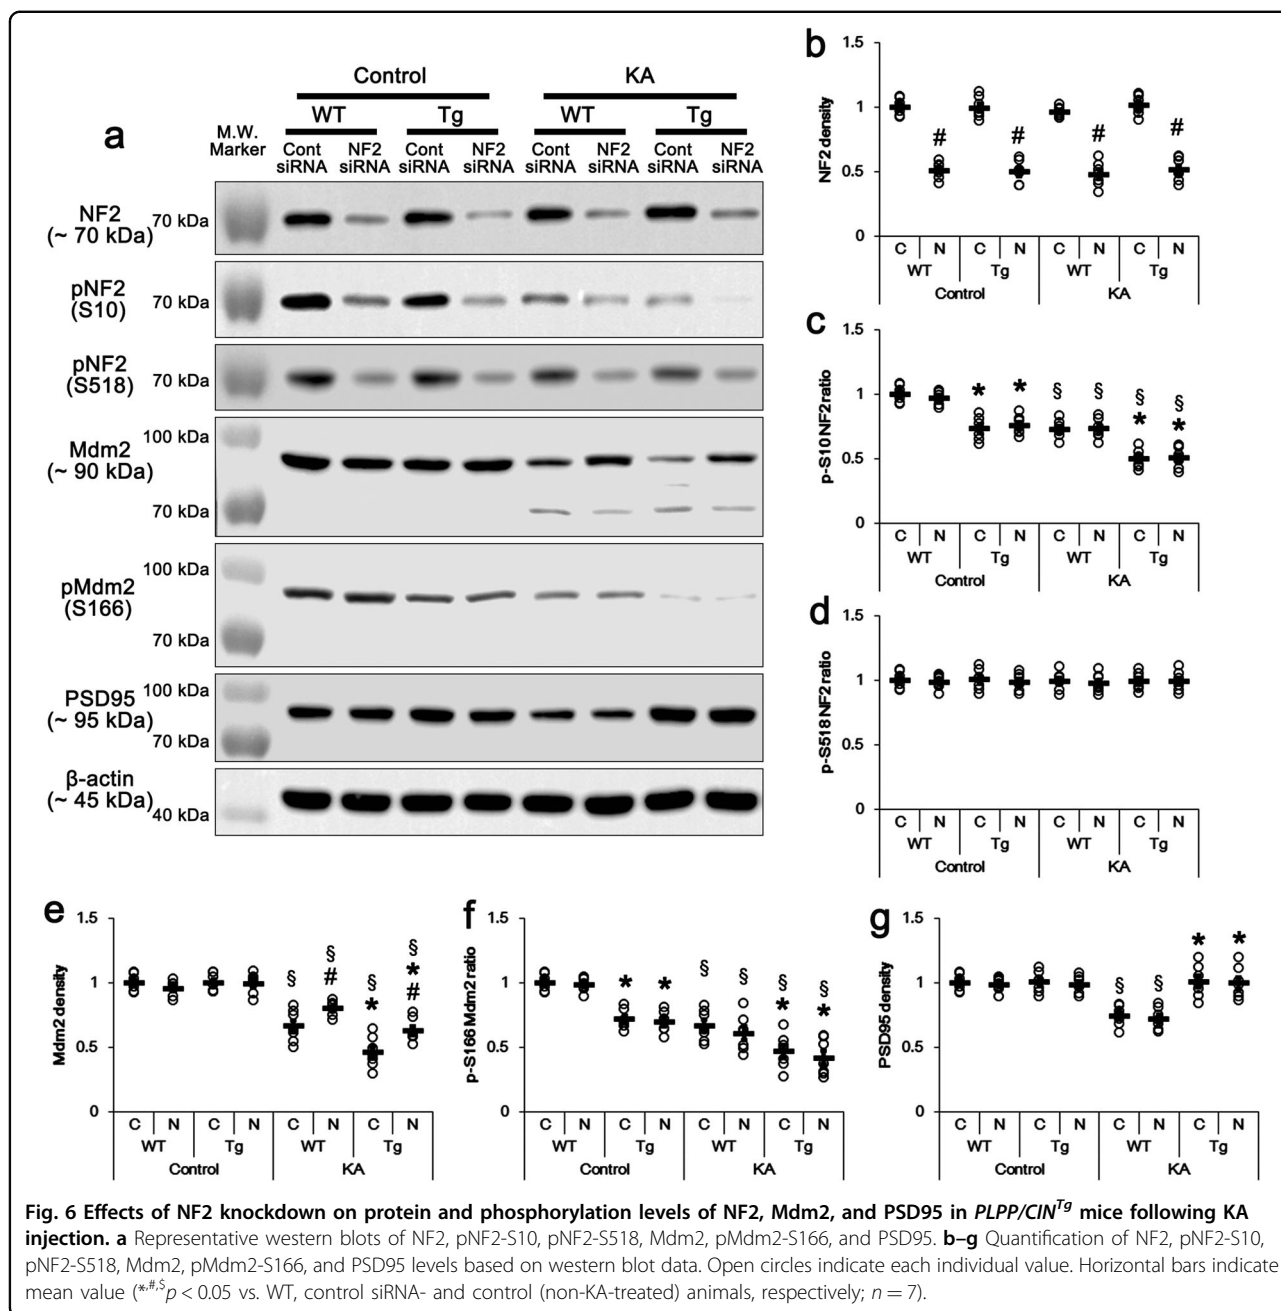 a
Control KA
WT Tg WT Tg
M.W. Marker
Cont siRNA NF2 siRNA Cont siRNA NF2 siRNA Cont siRNA NF2 siRNA Cont siRNA NF2 siRNA
NF2 (~ 70 kDa) 70 kDa
pNF2 (S10) 70 kDa
pNF2 (S518) 70 kDa
Mdm2 (~ 90 kDa) 100 kDa 70 kDa
pMdm2 (S166) 100 kDa 70 kDa
PSD95 (~ 95 kDa) 100 kDa 70 kDa
β-actin (~ 45 kDa) 40 kDa
b
NF2 density
1.5
1
0.5
0
# # # #
C N C N C N C N
WT Tg WT Tg
Control KA
c
p-S10 NF2 ratio
1.5
1
0.5
0
* * § § § * § *
C N C N C N C N
WT Tg WT Tg
Control KA
d
p-S518 NF2 ratio
1.5
1
0.5
0
C N C N C N C N
WT Tg WT Tg
Control KA
e
Mdm2 density
1.5
1
0.5
0
§ § # § * § * #
C N C N C N C N
WT Tg WT Tg
Control KA
f
p-S166 Mdm2 ratio
1.5
1
0.5
0
* * § § § * § *
C N C N C N C N
WT Tg WT Tg
Control KA
g
PSD95 density
1.5
1
0.5
0
§ § * *
C N C N C N C N
WT Tg WT Tg
Control KA
Fig. 6 Effects of NF2 knockdown on protein and phosphorylation levels of NF2, Mdm2, and PSD95 in PLPP/CIN^Tg mice following KA
injection. a Representative western blots of NF2, pNF2-S10, pNF2-S518, Mdm2, pMdm2-S166, and PSD95. b–g Quantification of NF2, pNF2-S10,
pNF2-S518, Mdm2, pMdm2-S166, and PSD95 levels based on western blot data. Open circles indicate each individual value. Horizontal bars indicate
mean value (*,#,$p < 0.05 vs. WT, control siRNA- and control (non-KA-treated) animals, respectively; n = 7).